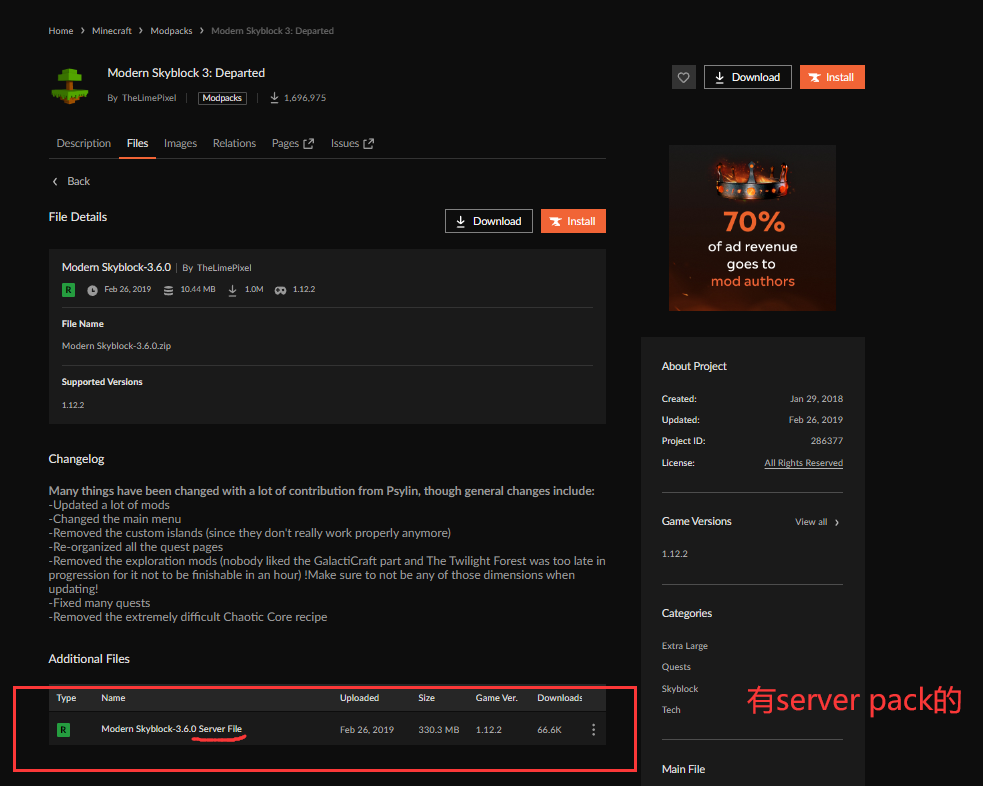 Home > Minecraft > Modpacks > Modern Skyblock 3: Departed
Modern Skyblock 3: Departed
By TheLimePixel | Modpacks | 1,696,975
Download
Install
Description Files Images Relations Pages Issues
Back
File Details
Download
Install
Modern Skyblock-3.6.0 | By TheLimePixel
R Feb 26, 2019 10.44 MB 1.0M 1.12.2
File Name
Modern Skyblock-3.6.0.zip
Supported Versions
1.12.2
Changelog
Many things have been changed with a lot of contribution from Psylin, though general changes include:
-Updated a lot of mods
-Changed the main menu
-Removed the custom islands (since they don't really work properly anymore)
-Re-organized all the quest pages
-Removed the exploration mods (nobody liked the GalactiCraft part and The Twilight Forest was too late in
progression for it not to be finishable in an hour) !Make sure to not be any of those dimensions when
updating!
-Fixed many quests
-Removed the extremely difficult Chaotic Core recipe
Additional Files
Type Name Uploaded Size Game Ver. Downloads
R Modern Skyblock-3.6.0 Server File Feb 26, 2019 330.3 MB 1.12.2 66.6K
70%
of ad revenue
goes to
mod authors
About Project
Created: Jan 29, 2018
Updated: Feb 26, 2019
Project ID: 286377
License: All Rights Reserved
Game Versions View all >
1.12.2
Categories
Extra Large
Quests
Skyblock
Tech
有server pack的
Main File